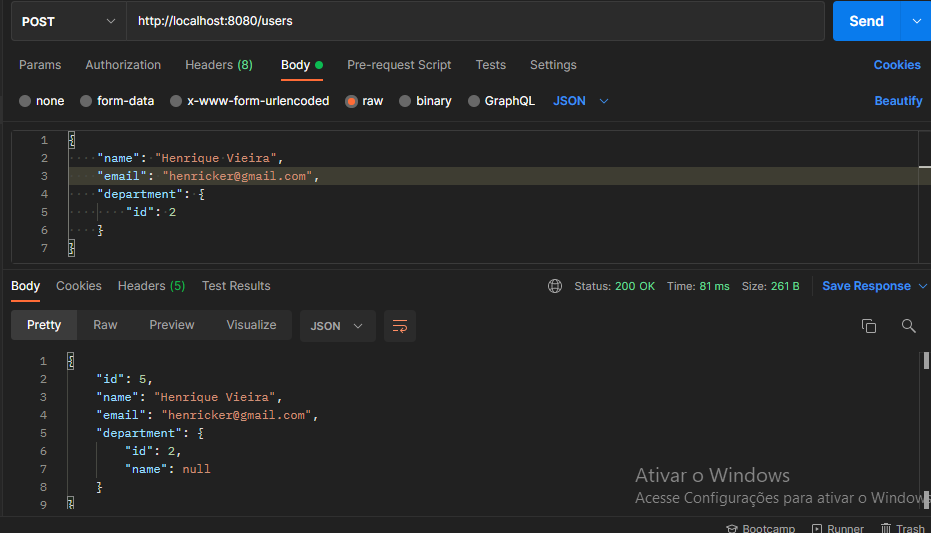 POST http://localhost:8080/users Send
Params Authorization Headers (8) Body Pre-request Script Tests Settings Cookies
none form-data x-www-form-urlencoded raw binary GraphQL JSON Beautify
1 {
2 "name": "Henrique Vieira",
3 "email": "henricker@gmail.com",
4 "department": {
5 "id": 2
6 }
7 }
Body Cookies Headers (5) Test Results Status: 200 OK Time: 81 ms Size: 261 B Save Response
Pretty Raw Preview Visualize JSON
1 {
2 "id": 5,
3 "name": "Henrique Vieira",
4 "email": "henricker@gmail.com",
5 "department": {
6 "id": 2,
7 "name": null
8 }
9 }
Ativar o Windows
Acesse Configurações para ativar o Windows
Bootcamp Runner Trash